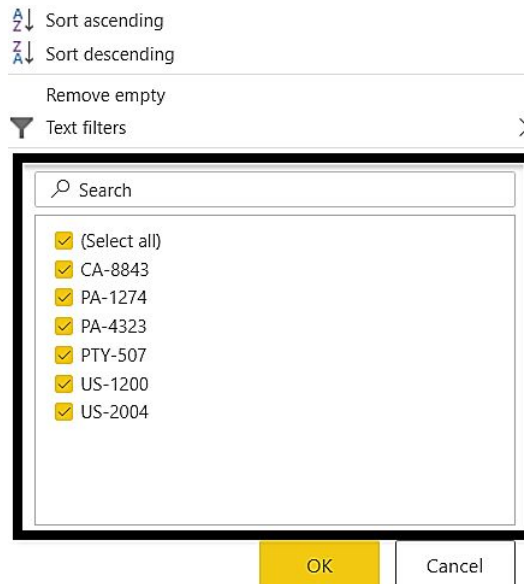 Sort ascending
Sort descending
Remove empty
Text filters
Search
(Select all)
CA-8843
PA-1274
PA-4323
PTY-507
US-1200
US-2004
OK
Cancel